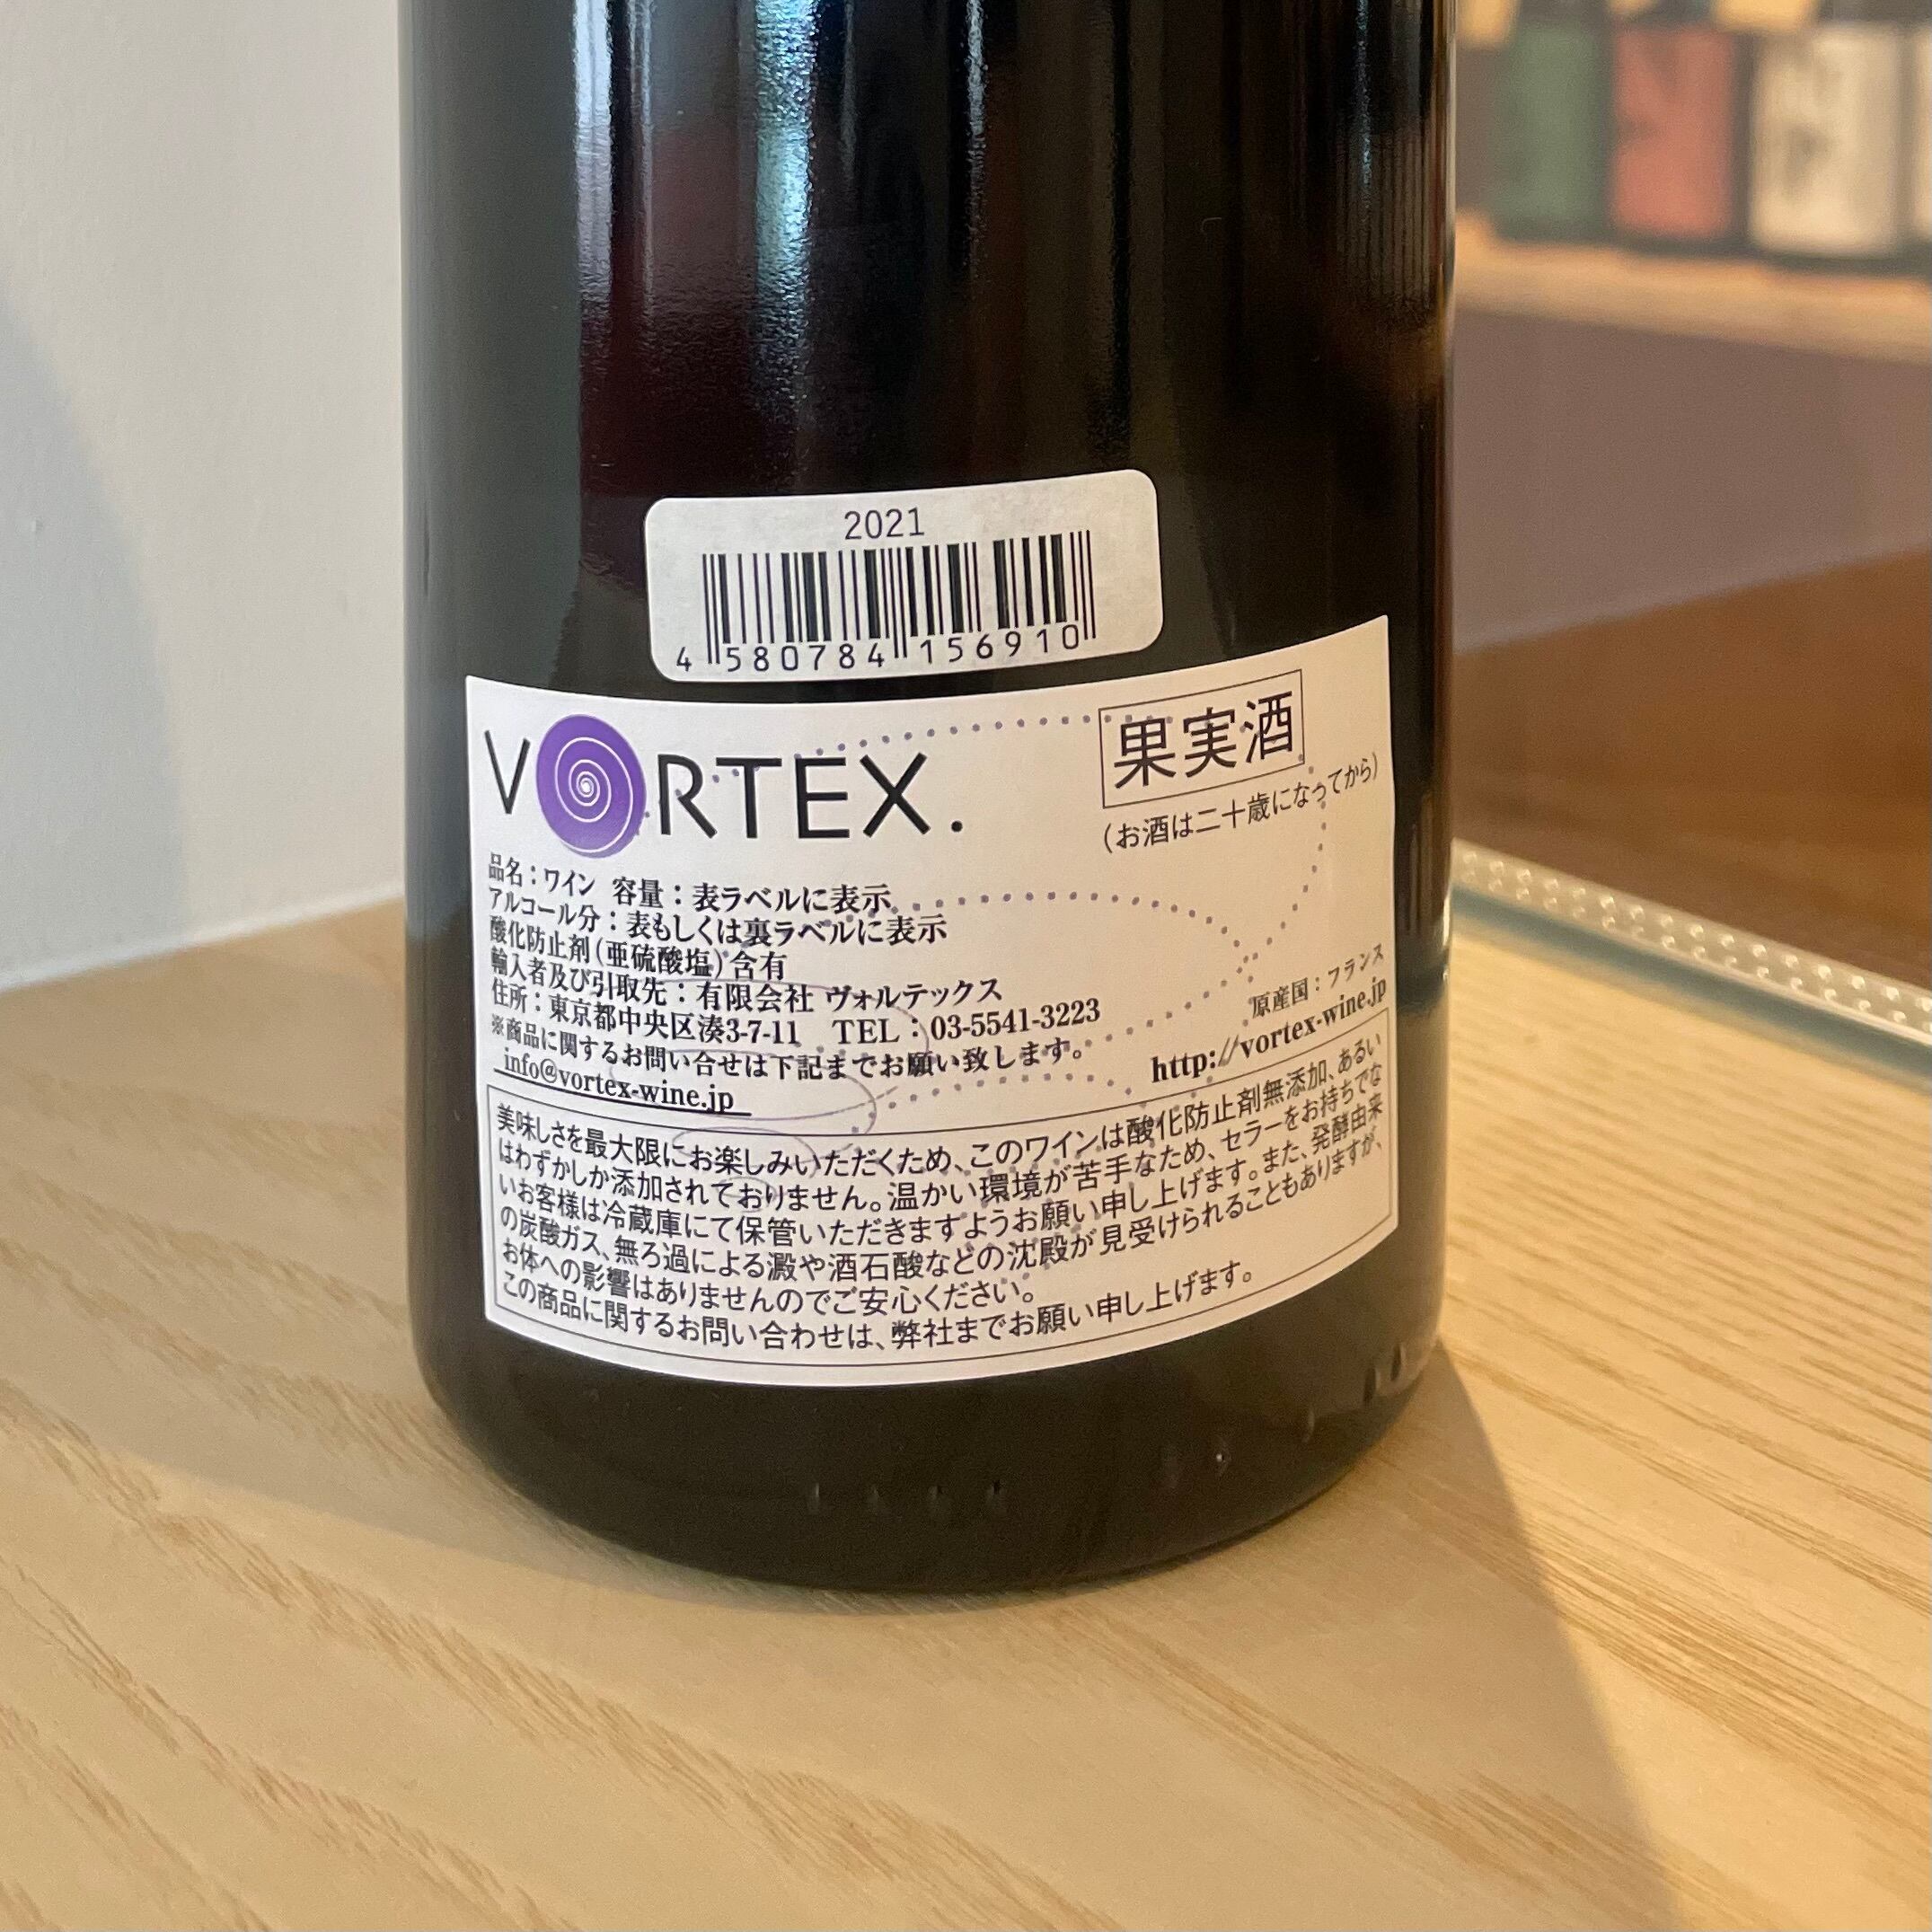 2021
4 580784 156910
VORTEX.
果実酒
(お酒は二十歳になってから)
品名：ワイン 容量：表ラベルに表示
アルコール分：表もしくは裏ラベルに表示
酸化防止剤(亜硫酸塩)含有
輸入者及び引取先：有限会社 ヴォルテックス
住所：東京都中央区湊3-7-11 TEL：03-5541-3223
※商品に関するお問い合せは下記までお願い致します。
info@vortex-wine.jp
原産国：フランス
http://vortex-wine.jp
美味しさを最大限にお楽しみいただくため、このワインは酸化防止剤無添加、あるい
はわずかしか添加されておりません。温かい環境が苦手なため、セラーをお持ちでな
いお客様は冷蔵庫にて保管いただきますようお願い申し上げます。また、発酵由来
の炭酸ガス、無ろ過による澱や酒石酸などの沈殿が見受けられることもありますが、
お体への影響はありませんのでご安心ください。
この商品に関するお問い合わせは、弊社までお願い申し上げます。